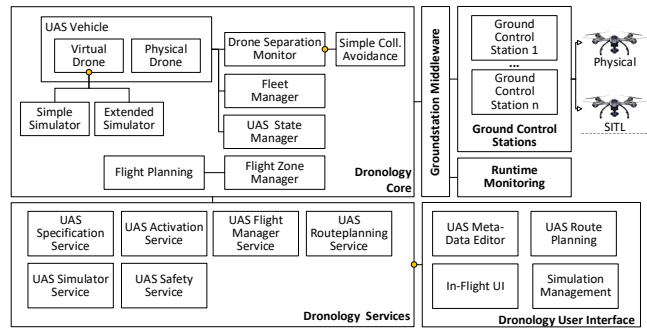 UAS Vehicle
Virtual
Drone
Physical
Drone
Drone Separation
Monitor
Simple Coll.
Avoidance
Simple
Simulator
Extended
Simulator
Fleet
Manager
UAS State
Manager
Flight Planning
Flight Zone
Manager
Dronology
Core
Groundstation Middleware
Ground
Control
Station 1
...
Ground
Control
Station n
Ground Control
Stations
Physical
SITL
Runtime
Monitoring
UAS
Specification
Service
UAS Activation
Service
UAS Flight
Manager
Service
UAS
Routeplanning
Service
UAS Simulator
Service
UAS Safety
Service
Dronology Services
UAS Meta-
Data Editor
UAS Route
Planning
In-Flight UI
Simulation
Management
Dronology User Interface